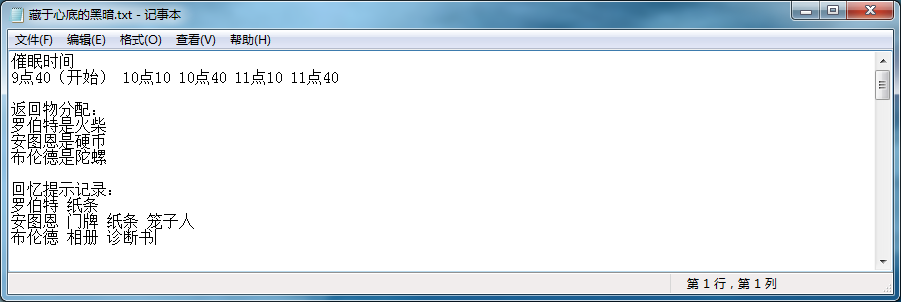 藏于心底的黑暗.txt - 记事本
文件(F) 编辑(E) 格式(O) 查看(V) 帮助(H)
催眠时间
9点40（开始） 10点10 10点40 11点10 11点40
返回物分配：
罗伯特是火柴
安图恩是硬币
布伦德是陀螺
回忆提示记录：
罗伯特 纸条
安图恩 门牌 纸条 笼子人
布伦德 相册 诊断书
第 1 行，第 1 列